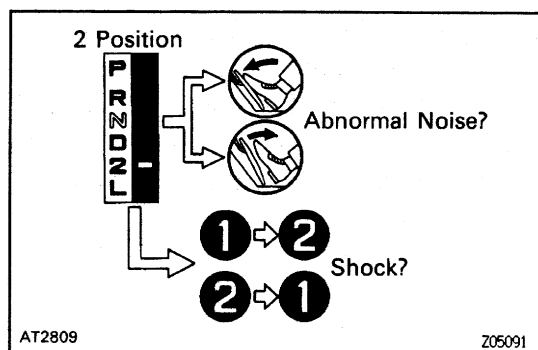 2 Position
P
R
N
D
2
L
Abnormal Noise?
1 2
Shock?
2 1
AT2809
Z05091